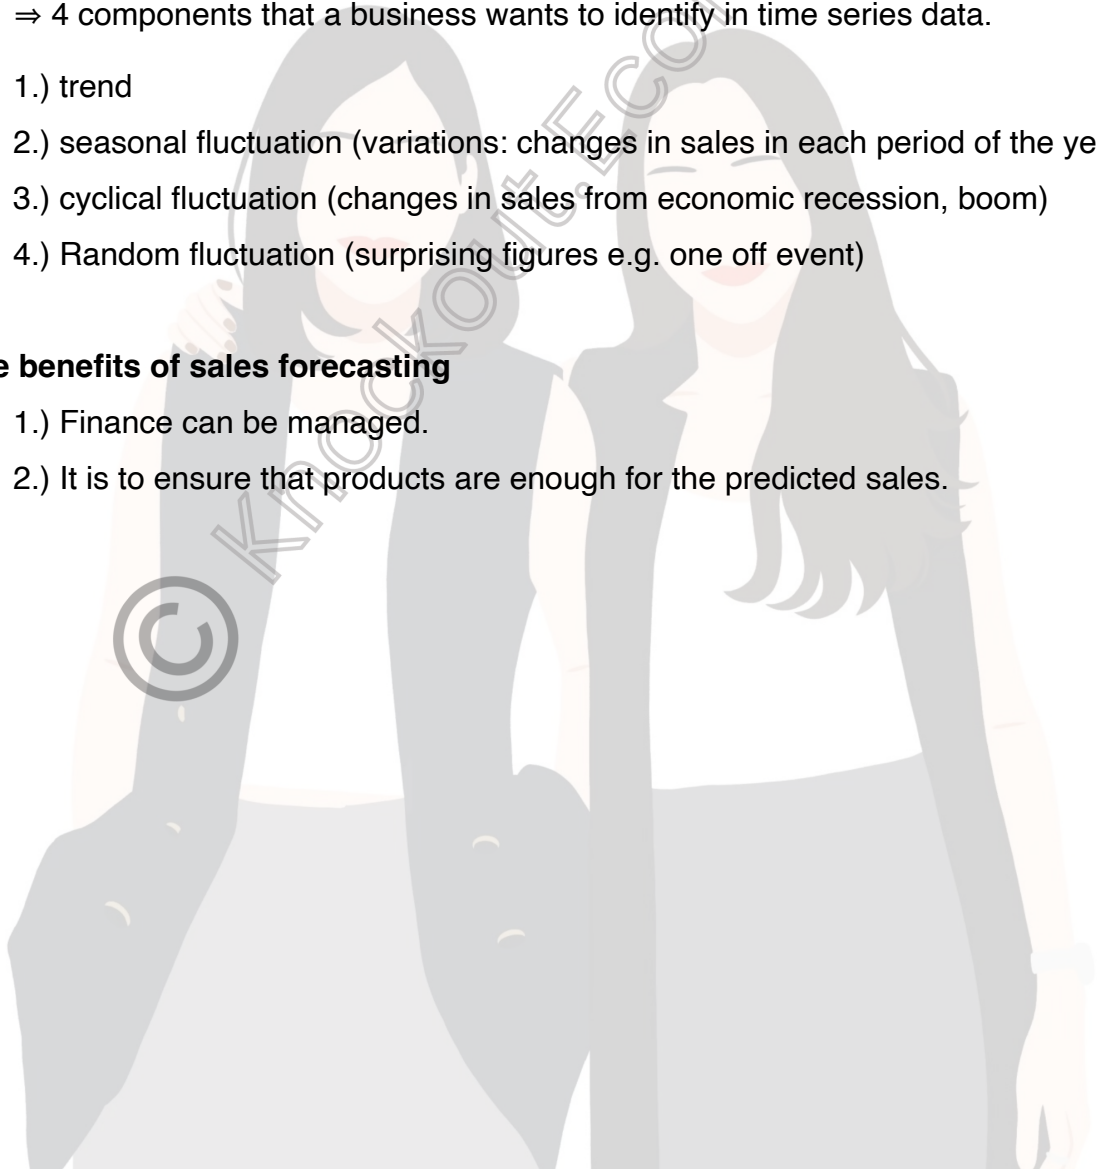 ⇒ 4 components that a business wants to identify in time series data.
1.) trend
2.) seasonal fluctuation (variations: changes in sales in each period of the ye
3.) cyclical fluctuation (changes in sales from economic recession, boom)
4.) Random fluctuation (surprising figures e.g. one off event)
e benefits of sales forecasting
1.) Finance can be managed.
2.) It is to ensure that products are enough for the predicted sales.
© Knockout.Eco